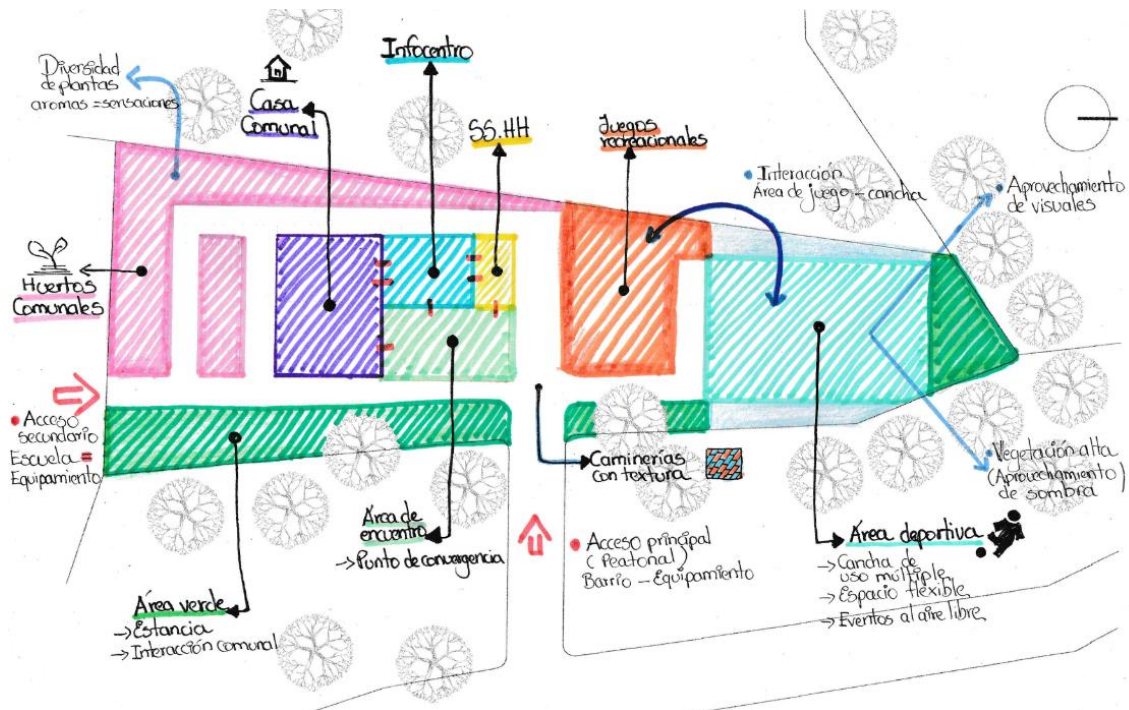 Diversidad
de plantas
aromas = sensaciones
Casa
Comunal
Infocentro
SS.HH
Juegos
recreacionales
• Interacción
Área de juego - cancha
• Aprovechamiento
de visuales
Huertos
Comunales
• Acceso
secundario
Escuela =
Equipamiento
Área verde
→ Estancia
→ Interacción comunal
Área de
encuentro
→ Punto de convergencia
Caminerías
con textura
• Acceso principal
(Peatonal)
Barrio - Equipamiento
• Vegetación alta
(Aprovechamiento)
de sombra
Área deportiva
→ Cancha de
uso múltiple
→ Espacio flexible
→ Eventos al aire libre